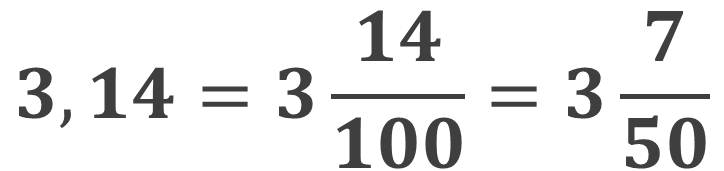 3,14 = 3 14/100 = 3 7/50